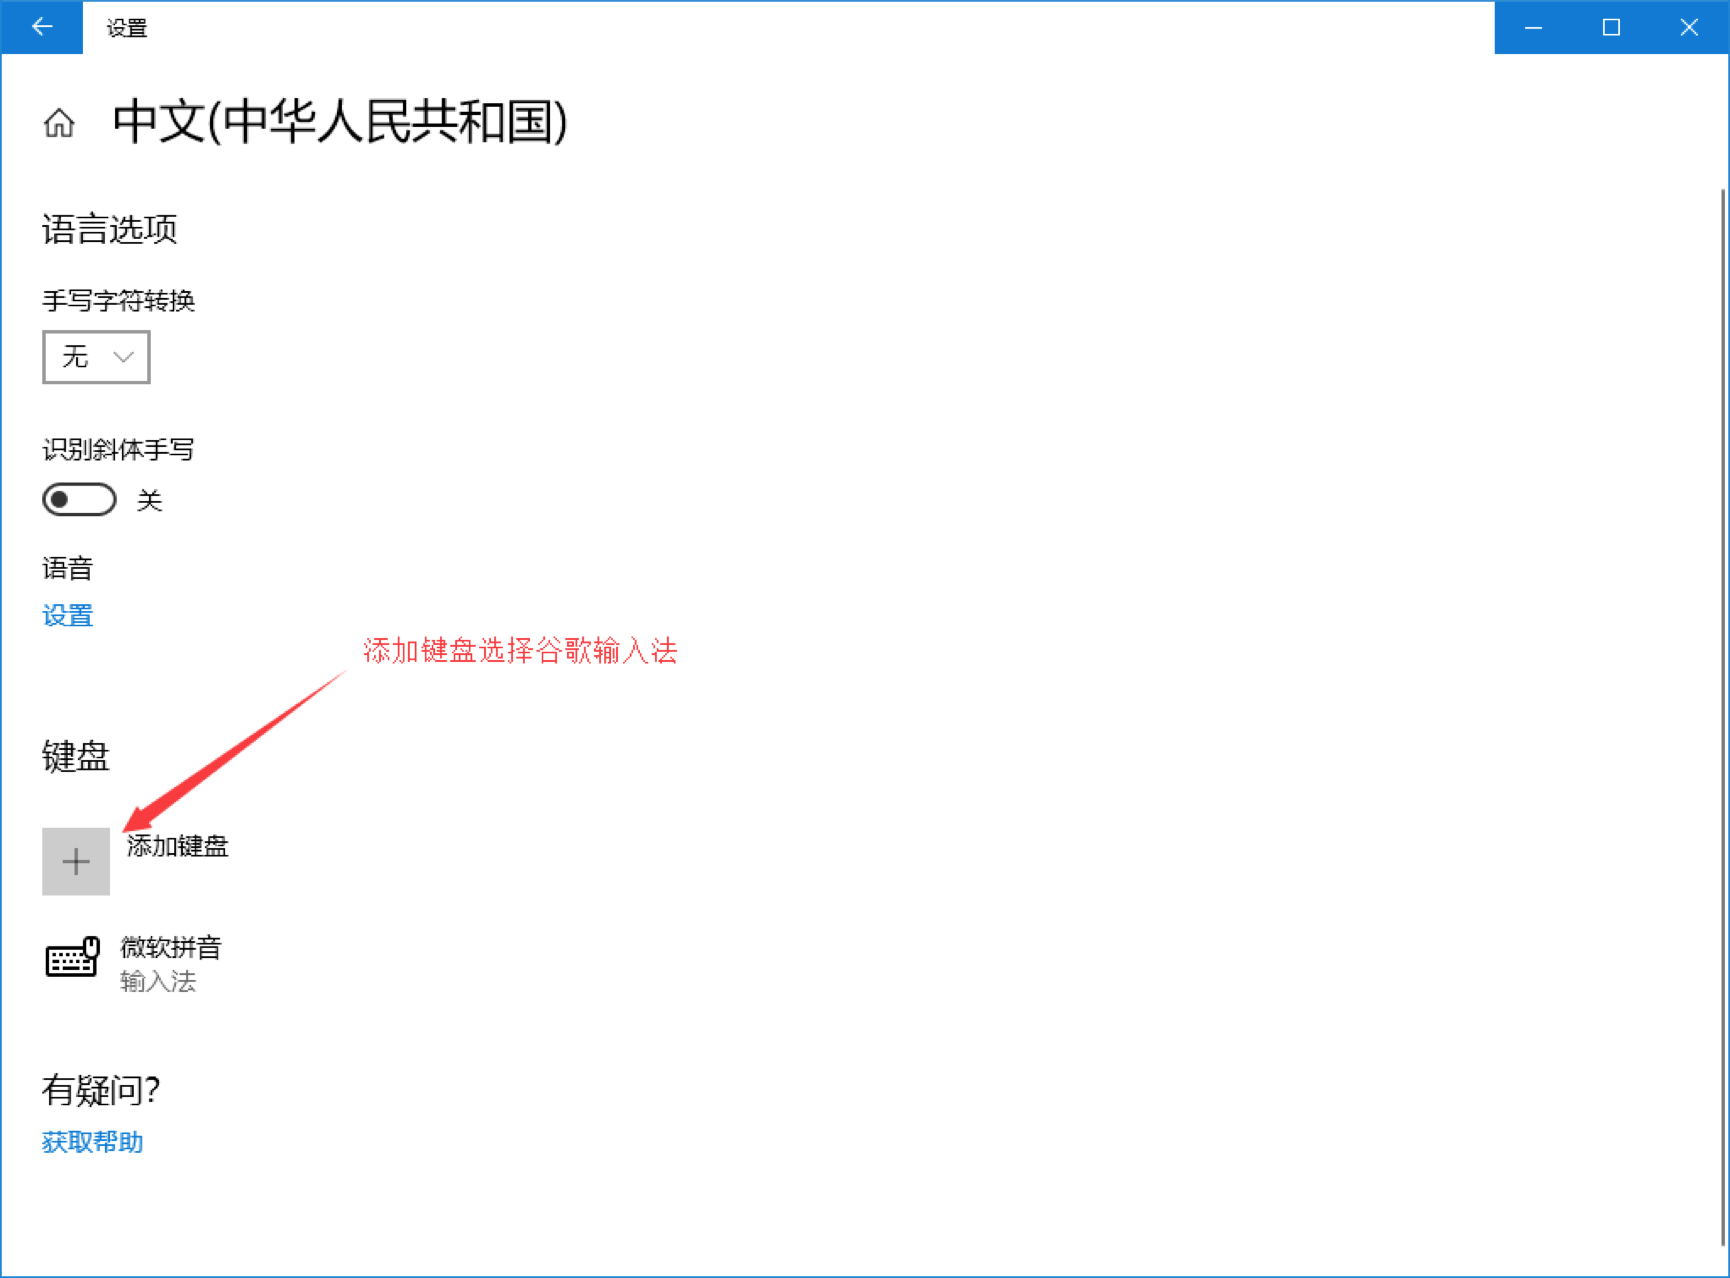 设置
中文(中华人民共和国)
语言选项
手写字符转换
无
识别斜体手写
关
语音
设置
添加键盘选择谷歌输入法
键盘
添加键盘
微软拼音
输入法
有疑问?
获取帮助